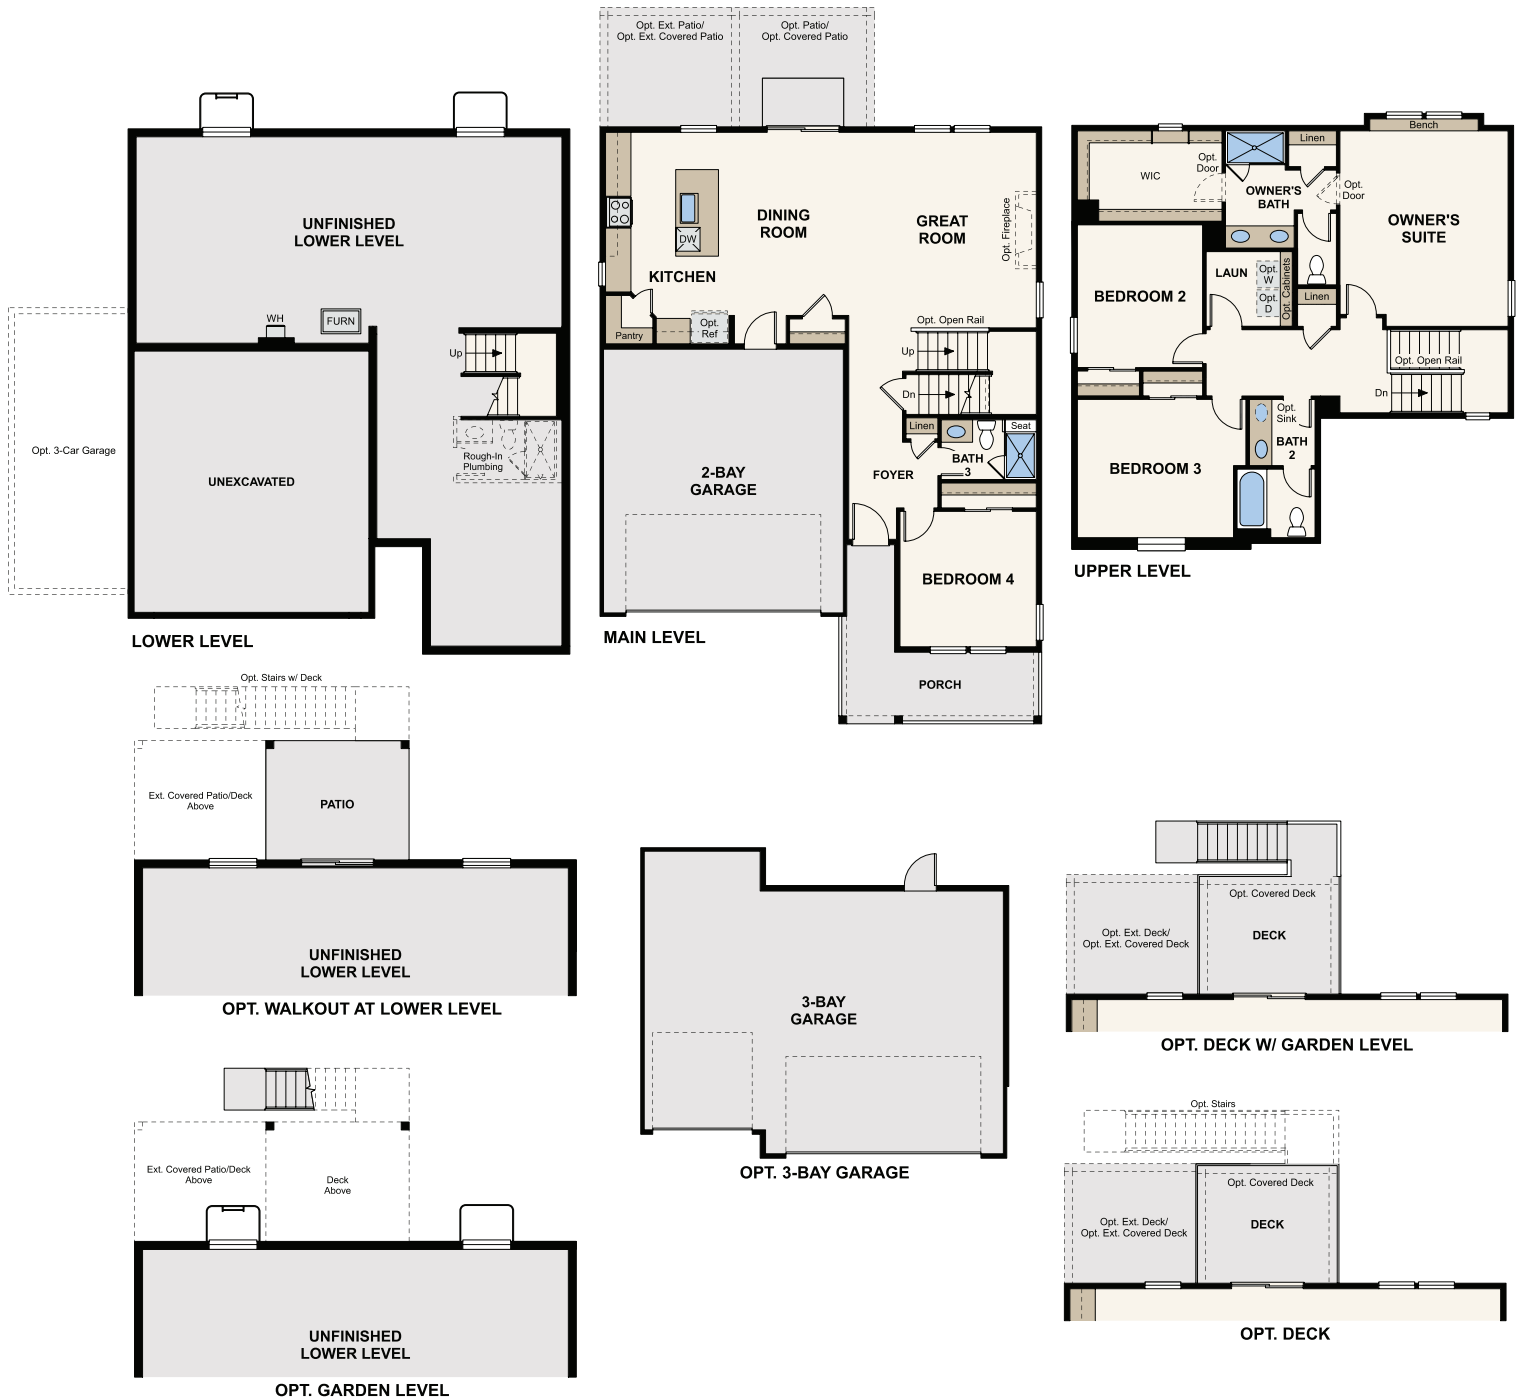 UNFINISHED
LOWER LEVEL
WH
FURN
Up
Rough-In
Plumbing
Opt. 3-Car Garage
UNEXCAVATED
LOWER LEVEL
Opt. Ext. Patio/
Opt. Ext. Covered Patio
Opt. Patio/
Opt. Covered Patio
DINING
ROOM
GREAT
ROOM
Opt. Fireplace
DW
KITCHEN
Pantry
Opt.
Ref
Opt. Open Rail
Up
Dn
Linen
Seat
BATH
3
FOYER
2-BAY
GARAGE
BEDROOM 4
PORCH
MAIN LEVEL
Bench
Linen
WIC
Opt.
Door
OWNER'S
BATH
Opt.
Door
OWNER'S
SUITE
LAUN
Opt.
W
Opt.
D
Opt. Cabinets
Linen
BEDROOM 2
Opt. Open Rail
Dn
Opt.
Sink
BATH
2
BEDROOM 3
UPPER LEVEL
Opt. Stairs w/ Deck
Ext. Covered Patio/Deck
Above
PATIO
UNFINISHED
LOWER LEVEL
OPT. WALKOUT AT LOWER LEVEL
3-BAY
GARAGE
OPT. 3-BAY GARAGE
Opt. Covered Deck
Opt. Ext. Deck/
Opt. Ext. Covered Deck
DECK
OPT. DECK W/ GARDEN LEVEL
Ext. Covered Patio/Deck
Above
Deck
Above
UNFINISHED
LOWER LEVEL
OPT. GARDEN LEVEL
Opt. Stairs
Opt. Covered Deck
Opt. Ext. Deck/
Opt. Ext. Covered Deck
DECK
OPT. DECK